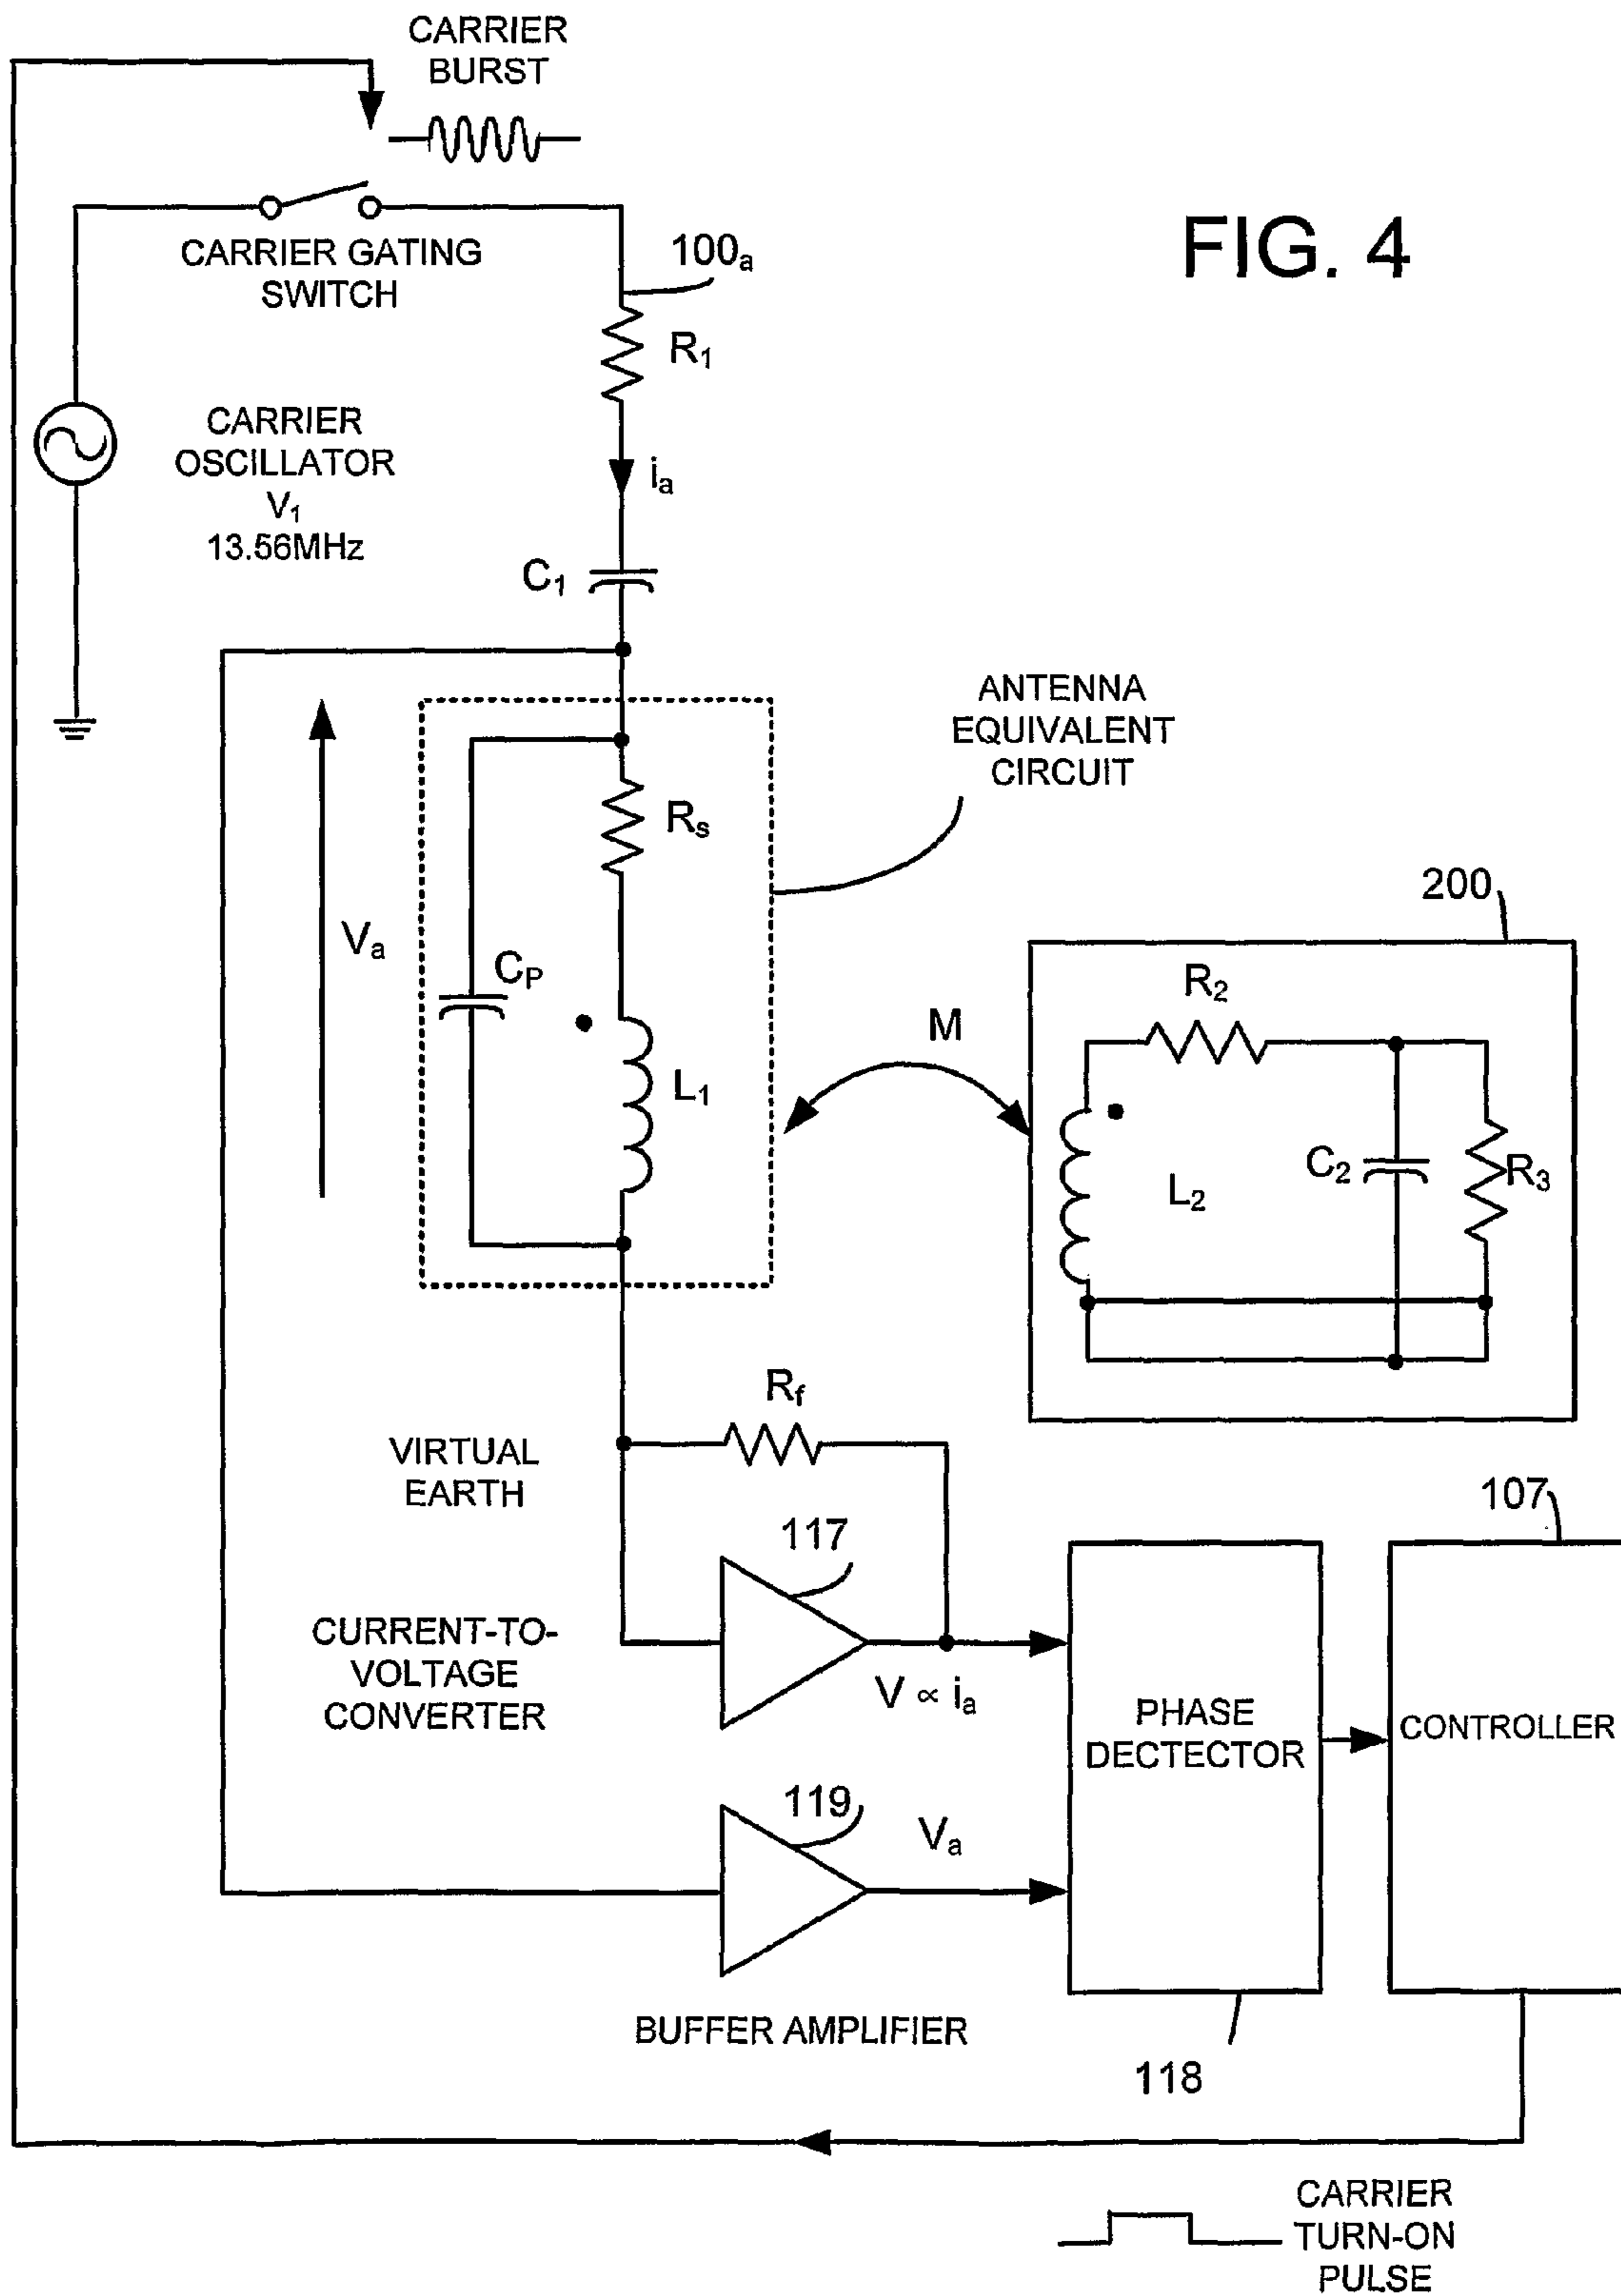 CARRIER
BURST
FIG. 4
CARRIER GATING
SWITCH
100a
R1
CARRIER
OSCILLATOR
V1
13.56MHz
ia
C1
ANTENNA
EQUIVALENT
CIRCUIT
Rs
Va
CP
L1
M
200
R2
L2
C2
R3
Rf
VIRTUAL
EARTH
117
107
CURRENT-TO-
VOLTAGE
CONVERTER
V ∝ ia
PHASE
DECTECTOR
CONTROLLER
119
Va
BUFFER AMPLIFIER
118
CARRIER
TURN-ON
PULSE